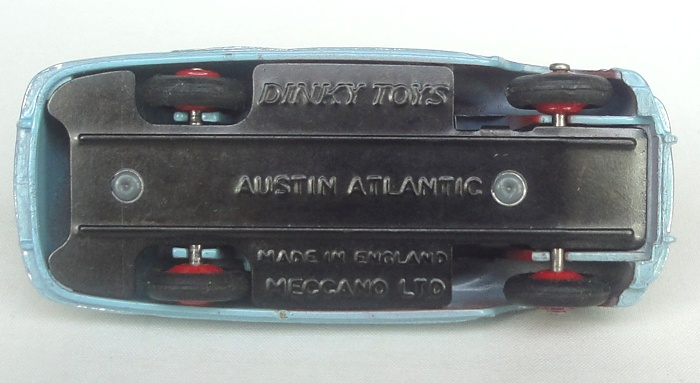 DINKY TOYS
AUSTIN ATLANTIC
MADE IN ENGLAND
MECCANO LTD